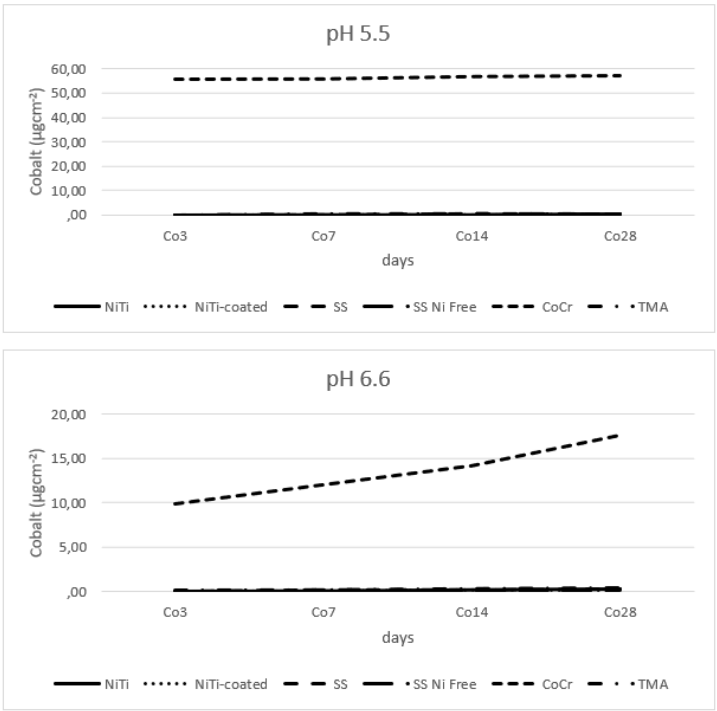 pH 5.5
60,00
50,00
40,00
30,00
20,00
10,00
,00
Cobalt (µgcm⁻²)
Co3 Co7 Co14 Co28
days
NiTi NiTi-coated SS SS Ni Free CoCr TMA
pH 6.6
20,00
15,00
10,00
5,00
,00
Cobalt (µgcm⁻²)
Co3 Co7 Co14 Co28
days
NiTi NiTi-coated SS SS Ni Free CoCr TMA